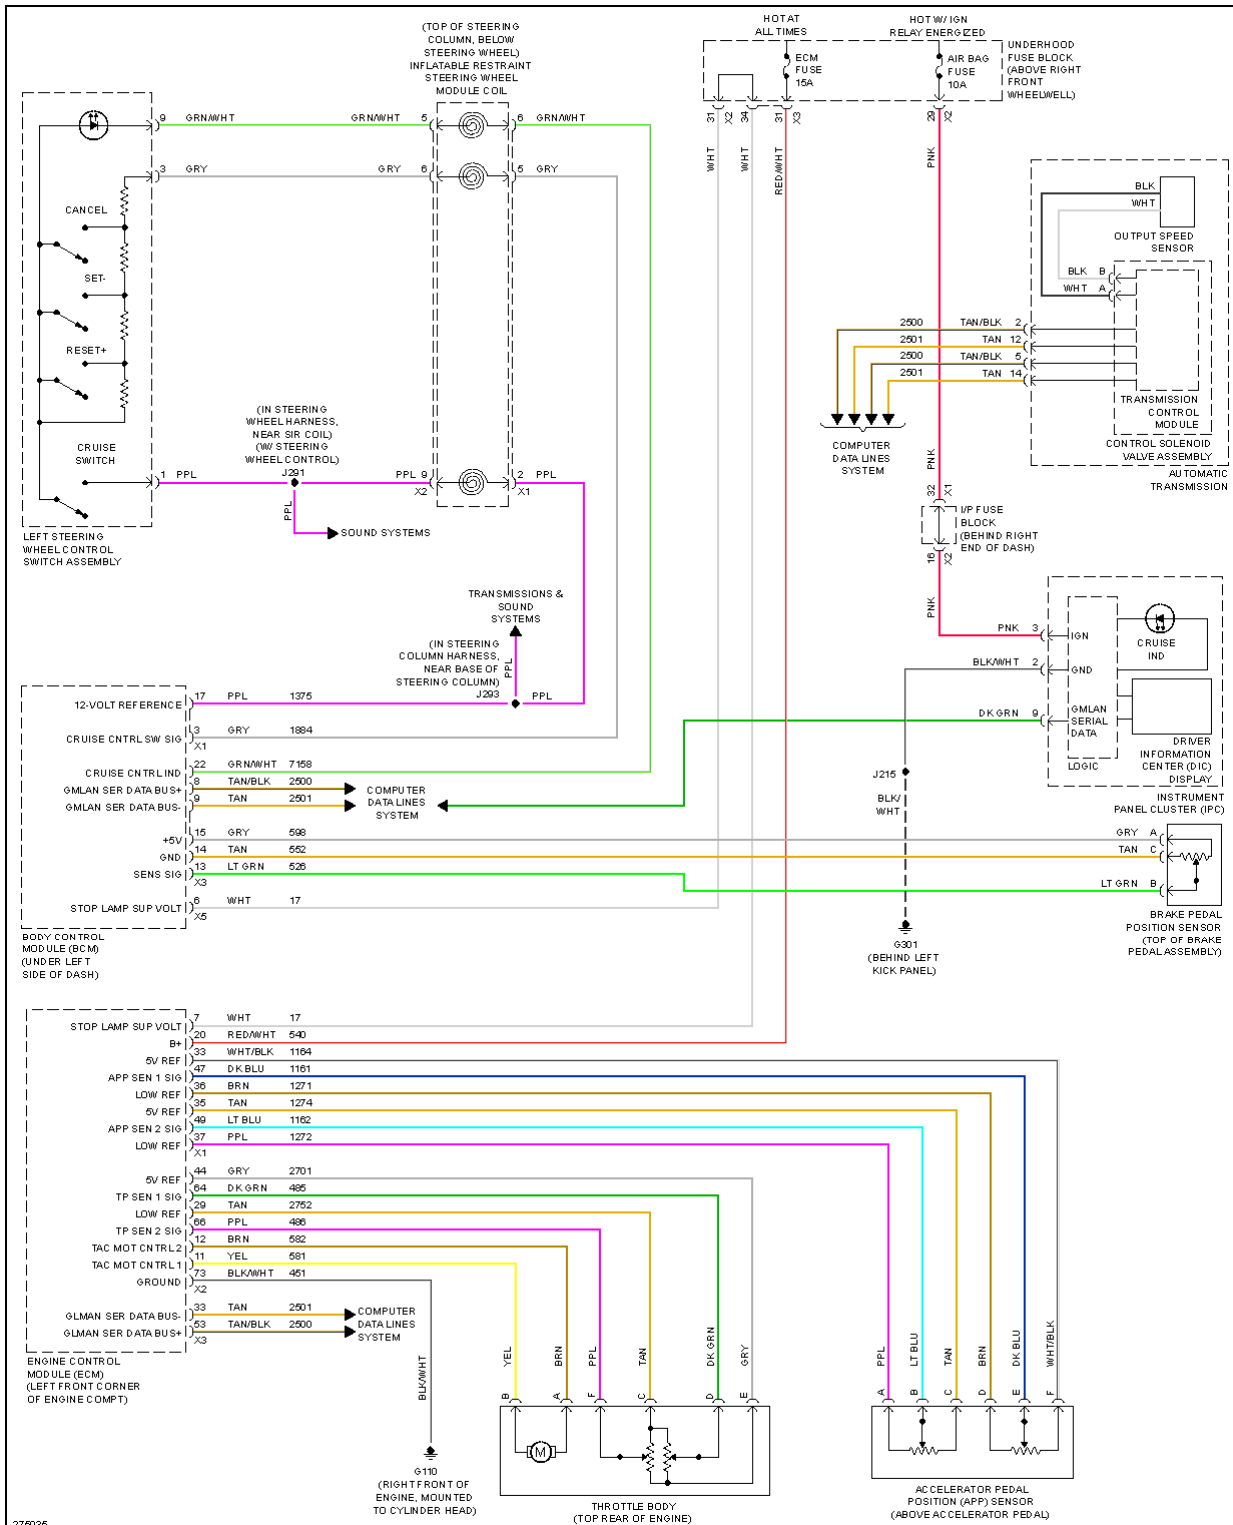 (TOP OF STEERING
COLUMN, BELOW
STEERING WHEEL)
INFLATABLE RESTRAINT
STEERING WHEEL
MODULE COIL
HOT AT
ALL TIMES
HOT W/ IGN
RELAY ENERGIZED
ECM
FUSE
15A
AIR BAG
FUSE
10A
UNDERHOOD
FUSE BLOCK
(ABOVE RIGHT
FRONT
WHEELWELL)
31
X2
34
31
X3
29
X2
WHT
WHT
RED/WHT
PNK
9
GRN/WHT
GRN/WHT
5
6
GRN/WHT
3
GRY
GRY
6
5
GRY
CANCEL
SET-
RESET+
CRUISE
SWITCH
1
PPL
(IN STEERING
WHEEL HARNESS,
NEAR SIR COIL)
(W/ STEERING
WHEEL CONTROL)
J291
PPL
9
X2
2
PPL
X1
PPL
SOUND SYSTEMS
LEFT STEERING
WHEEL CONTROL
SWITCH ASSEMBLY
BLK
WHT
OUTPUT SPEED
SENSOR
BLK
B
WHT
A
2500
TAN/BLK
2
2501
TAN
12
2500
TAN/BLK
5
2501
TAN
14
TRANSMISSION
CONTROL
MODULE
CONTROL SOLENOID
VALVE ASSEMBLY
AUTOMATIC
TRANSMISSION
COMPUTER
DATA LINES
SYSTEM
PNK
32
X1
I/P FUSE
BLOCK
(BEHIND RIGHT
END OF DASH)
16
X2
PNK
TRANSMISSIONS &
SOUND
SYSTEMS
(IN STEERING
COLUMN HARNESS,
NEAR BASE OF
STEERING COLUMN)
PPL
J293
PPL
PNK
3
IGN
BLK/WHT
2
GND
DK GRN
9
GMLAN
SERIAL
DATA
LOGIC
CRUISE
IND
DRIVER
INFORMATION
CENTER (DIC)
DISPLAY
INSTRUMENT
PANEL CLUSTER (IPC)
12-VOLT REFERENCE
17
PPL
1375
CRUISE CNTRL SW SIG
3
GRY
1884
X1
CRUISE CNTRL IND
22
GRN/WHT
7158
GMLAN SER DATA BUS+
8
TAN/BLK
2500
GMLAN SER DATA BUS-
9
TAN
2501
COMPUTER
DATA LINES
SYSTEM
+5V
15
GRY
598
GND
14
TAN
552
SENS SIG
13
LT GRN
526
X3
STOP LAMP SUP VOLT
6
WHT
17
X5
BODY CONTROL
MODULE (BCM)
(UNDER LEFT
SIDE OF DASH)
J215
BLK/
WHT
G301
(BEHIND LEFT
KICK PANEL)
GRY
A
TAN
C
LT GRN
B
BRAKE PEDAL
POSITION SENSOR
(TOP OF BRAKE
PEDAL ASSEMBLY)
STOP LAMP SUP VOLT
7
WHT
17
B+
20
RED/WHT
540
5V REF
33
WHT/BLK
1164
APP SEN 1 SIG
47
DK BLU
1161
LOW REF
36
BRN
1271
5V REF
35
TAN
1274
APP SEN 2 SIG
49
LT BLU
1162
LOW REF
37
PPL
1272
X1
5V REF
44
GRY
2701
TP SEN 1 SIG
64
DK GRN
485
LOW REF
29
TAN
2752
TP SEN 2 SIG
66
PPL
486
TAC MOT CNTRL 2
12
BRN
582
TAC MOT CNTRL 1
11
YEL
581
GROUND
73
BLK/WHT
451
X2
GLMAN SER DATA BUS-
33
TAN
2501
GLMAN SER DATA BUS+
53
TAN/BLK
2500
X3
COMPUTER
DATA LINES
SYSTEM
ENGINE CONTROL
MODULE (ECM)
(LEFT FRONT CORNER
OF ENGINE COMPT)
BLK/WHT
G110
(RIGHT FRONT OF
ENGINE, MOUNTED
TO CYLINDER HEAD)
YEL
BRN
PPL
TAN
DK GRN
GRY
B
A
F
C
D
E
M
THROTTLE BODY
(TOP REAR OF ENGINE)
PPL
LT BLU
TAN
BRN
DK BLU
WHT/BLK
A
B
C
D
E
F
ACCELERATOR PEDAL
POSITION (APP) SENSOR
(ABOVE ACCELERATOR PEDAL)